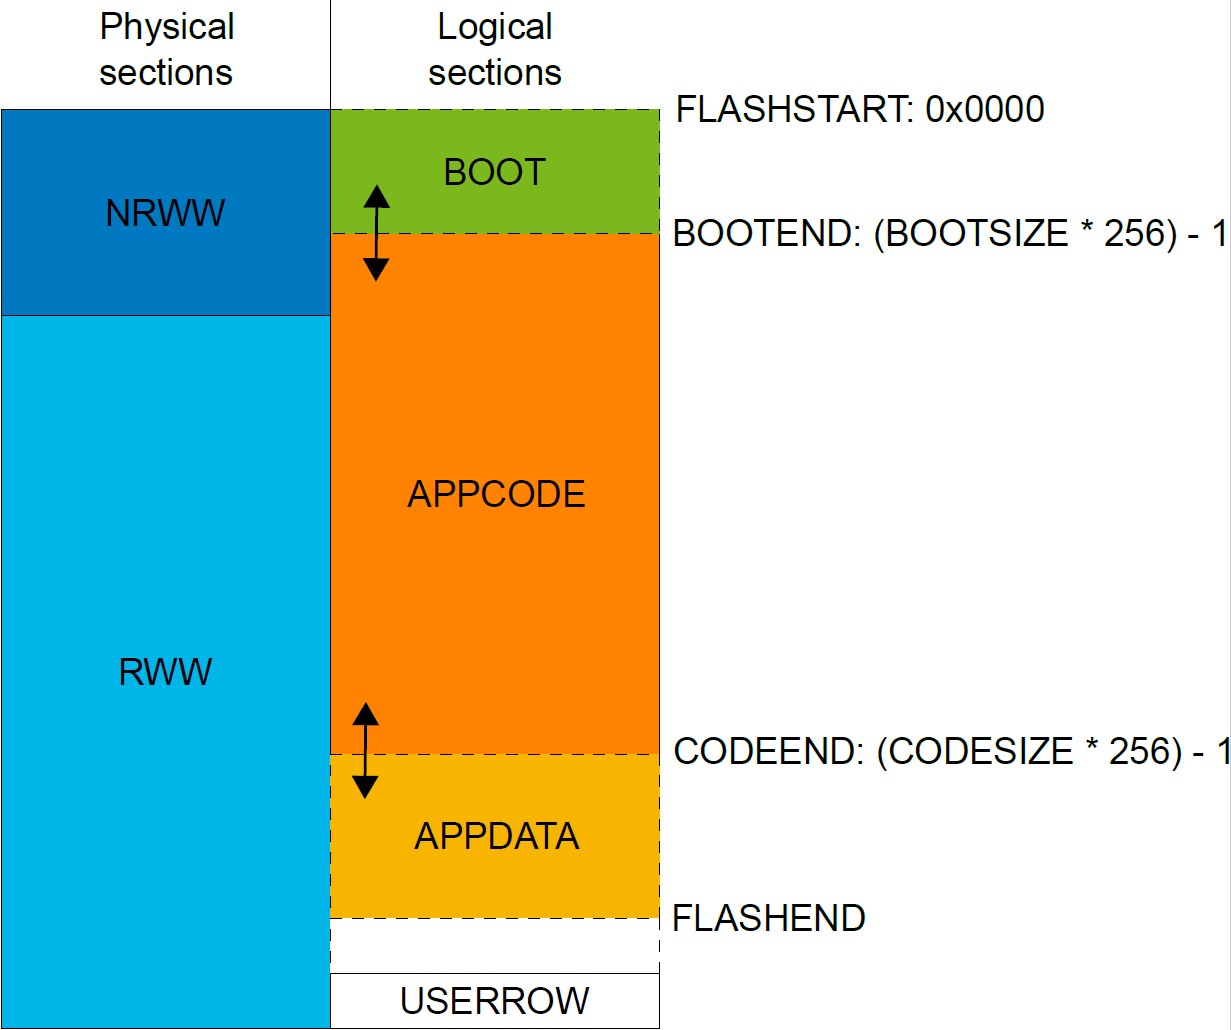 Physical
sections
Logical
sections
FLASHSTART: 0x0000
BOOT
NRWW
BOOTEND: (BOOTSIZE * 256) - 1
APPCODE
RWW
CODEEND: (CODESIZE * 256) - 1
APPDATA
FLASHEND
USERROW